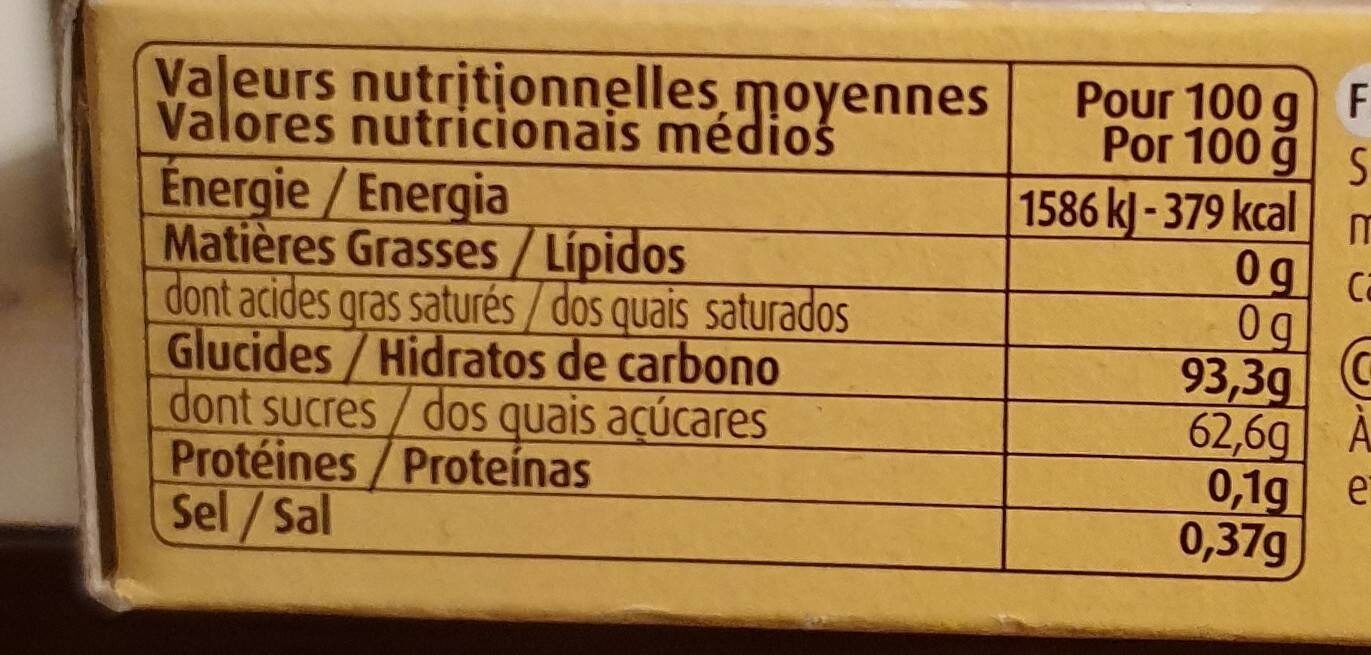 Valeurs nutritionnelles moyennes Pour 100 g
Valores nutricionais médios Por 100 g
Énergie / Energia 1586 kJ - 379 kcal
Matières Grasses / Lípidos 0 g
dont acides gras saturés / dos quais saturados 0 g
Glucides / Hidratos de carbono 93,3g
dont sucres / dos quais açúcares 62,6g
Protéines / Proteínas 0,1g
Sel / Sal 0,37g